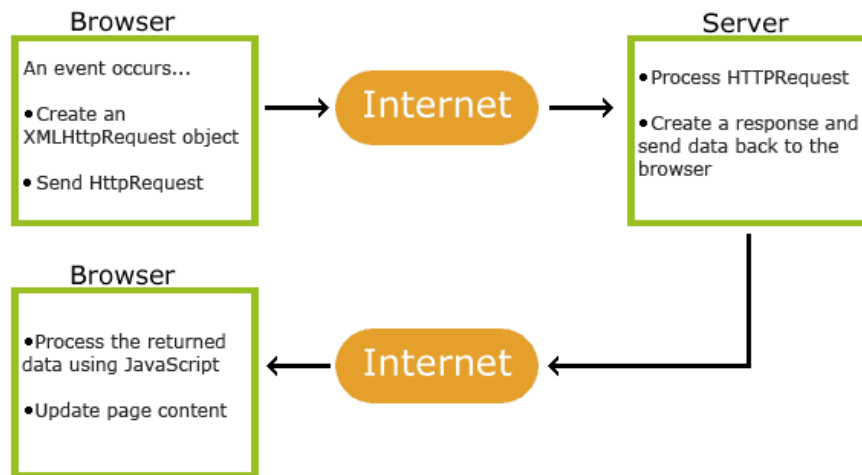 Browser
An event occurs...
●Create an
XMLHttpRequest object
● Send HttpRequest
Internet
Server
● Process HTTPRequest
● Create a response and
send data back to the
browser
Browser
●Process the returned
data using JavaScript
●Update page content
Internet